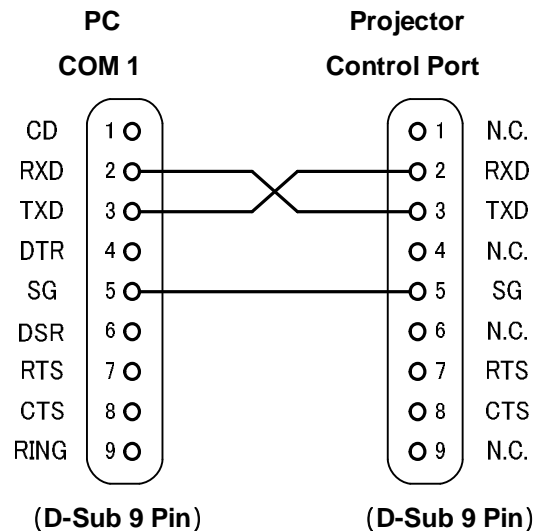 PC Projector
COM 1 Control Port
CD 1 1 N.C.
RXD 2 2 RXD
TXD 3 3 TXD
DTR 4 4 N.C.
SG 5 5 SG
DSR 6 6 N.C.
RTS 7 7 RTS
CTS 8 8 CTS
RING 9 9 N.C.
(D-Sub 9 Pin) (D-Sub 9 Pin)